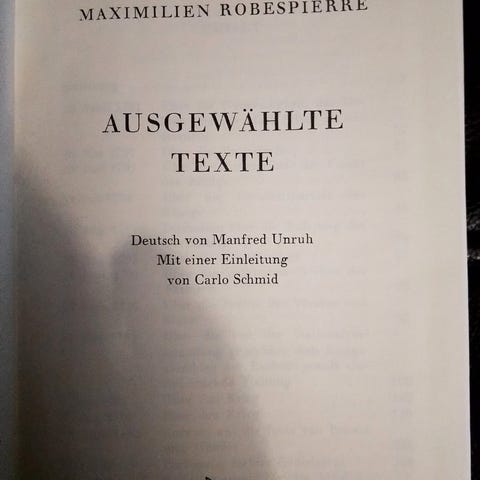 MAXIMILIEN ROBESPIERRE
AUSGEWÄHLTE
TEXTE
Deutsch von Manfred Unruh
Mit einer Einleitung
von Carlo Schmid